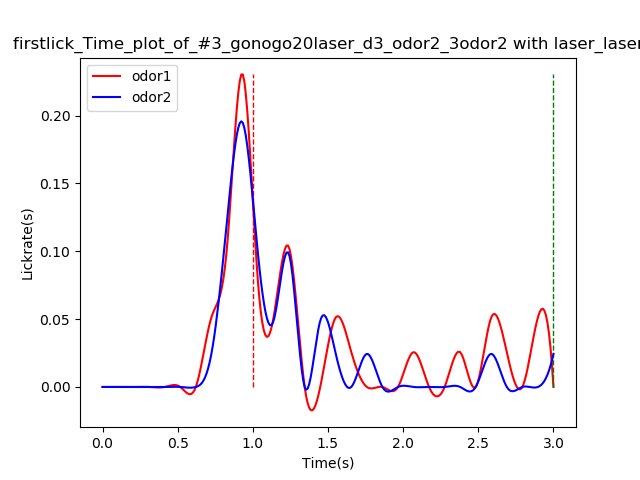 firstlick_Time_plot_of_#3_gonogo20laser_d3_odor2_3odor2 with laser_laser
odor1
odor2
0.20
0.15
0.10
0.05
0.00
Lickrate(s)
0.0 0.5 1.0 1.5 2.0 2.5 3.0
Time(s)